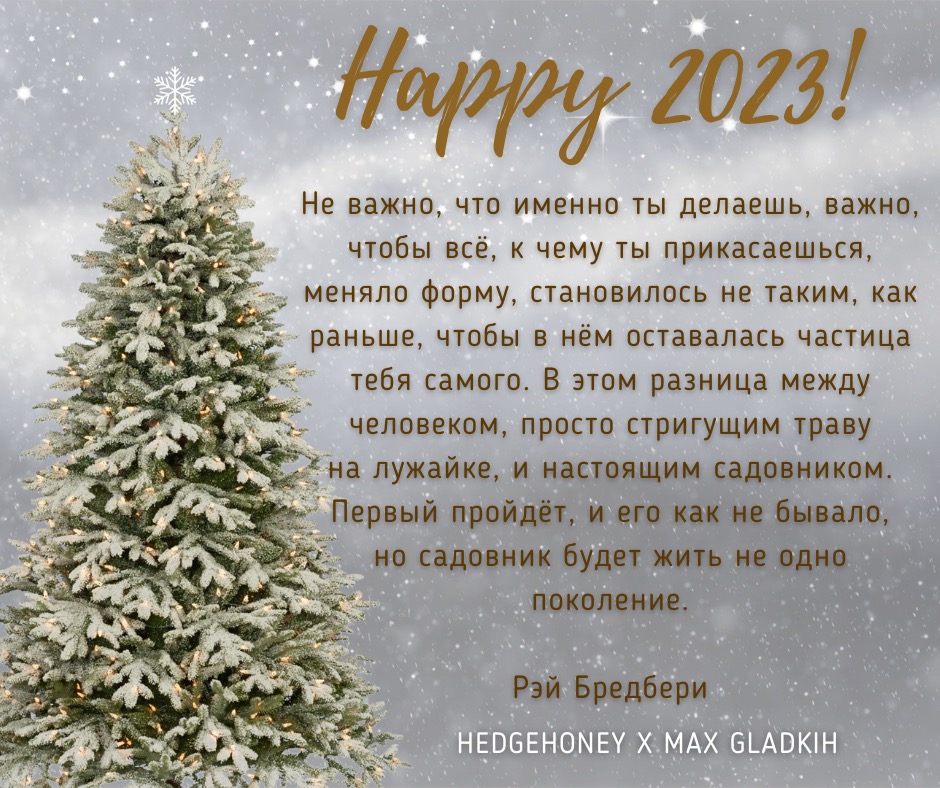 Happy 2023!
Не важно, что именно ты делаешь, важно,
чтобы всё, к чему ты прикасаешься,
меняло форму, становилось не таким, как
раньше, чтобы в нём оставалась частица
тебя самого. В этом разница между
человеком, просто стригущим траву
на лужайке, и настоящим садовником.
Первый пройдёт, и его как не бывало,
но садовник будет жить не одно
поколение.
Рэй Бредбери
HEDGEHONEY X MAX GLADKIH